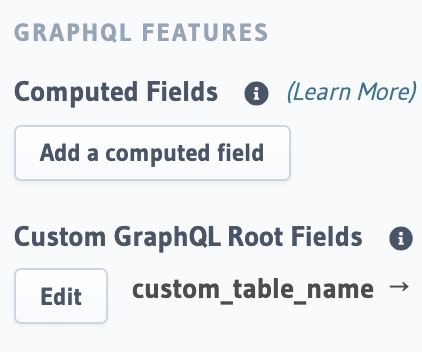 GRAPHQL FEATURES
Computed Fields (Learn More)
Add a computed field
Custom GraphQL Root Fields
Edit custom_table_name →